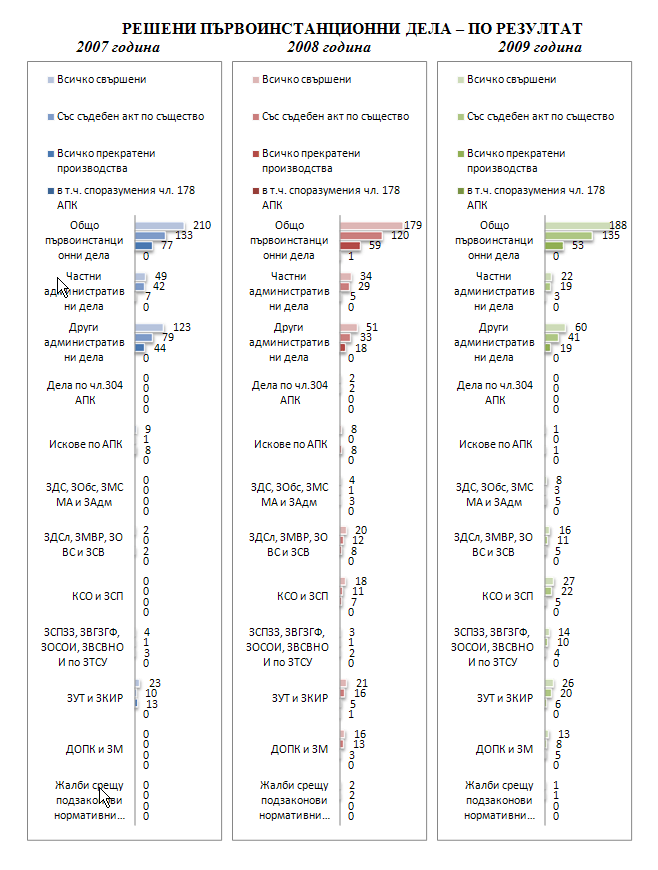 РЕШЕНИ ПЪРВОИНСТАНЦИОННИ ДЕЛА – ПО РЕЗУЛТАТ
2007 година
2008 година
2009 година
Всичко свършени
Със съдебен акт по същество
Всичко прекратени
производства
в т.ч. споразумения чл. 178
АПК
Общо
първоинстанци
онни дела
210
133
77
0
Частни
административ
ни дела
49
42
7
0
Други
административ
ни дела
123
79
44
0
Дела по чл.304
АПК
0
0
0
0
Искове по АПК
9
1
8
0
ЗДС, ЗОбс, ЗМС
МА и ЗАдм
0
0
0
0
ЗДСл, ЗМВР, ЗО
ВС и ЗСВ
2
0
2
0
КСО и ЗСП
0
0
0
0
ЗСПЗЗ, ЗВГЗГФ,
ЗОСОИ, ЗВСВНО
И по ЗТСУ
4
1
3
0
ЗУТ и ЗКИР
23
10
13
0
ДОПК и ЗМ
0
0
0
0
Жалби срещу
подзаконови
нормативни...
0
0
0
0
Всичко свършени
Със съдебен акт по същество
Всичко прекратени
производства
в т.ч. споразумения чл. 178
АПК
Общо
първоинстанци
онни дела
179
120
59
1
Частни
административ
ни дела
34
29
5
0
Други
административ
ни дела
51
33
18
0
Дела по чл.304
АПК
2
2
0
0
Искове по АПК
8
0
8
0
ЗДС, ЗОбс, ЗМС
МА и ЗАдм
4
1
3
0
ЗДСл, ЗМВР, ЗО
ВС и ЗСВ
20
12
8
0
КСО и ЗСП
18
11
7
0
ЗСПЗЗ, ЗВГЗГФ,
ЗОСОИ, ЗВСВНО
И по ЗТСУ
3
1
2
0
ЗУТ и ЗКИР
21
16
5
1
ДОПК и ЗМ
16
13
3
0
Жалби срещу
подзаконови
нормативни...
2
2
0
0
Всичко свършени
Със съдебен акт по същество
Всичко прекратени
производства
в т.ч. споразумения чл. 178
АПК
Общо
първоинстанци
онни дела
188
135
53
0
Частни
административ
ни дела
22
19
3
0
Други
административ
ни дела
60
41
19
0
Дела по чл.304
АПК
0
0
0
0
Искове по АПК
1
0
1
0
ЗДС, ЗОбс, ЗМС
МА и ЗАдм
8
3
5
0
ЗДСл, ЗМВР, ЗО
ВС и ЗСВ
16
11
5
0
КСО и ЗСП
27
22
5
0
ЗСПЗЗ, ЗВГЗГФ,
ЗОСОИ, ЗВСВНО
И по ЗТСУ
14
10
4
0
ЗУТ и ЗКИР
26
20
6
0
ДОПК и ЗМ
13
8
5
0
Жалби срещу
подзаконови
нормативни...
1
1
0
0